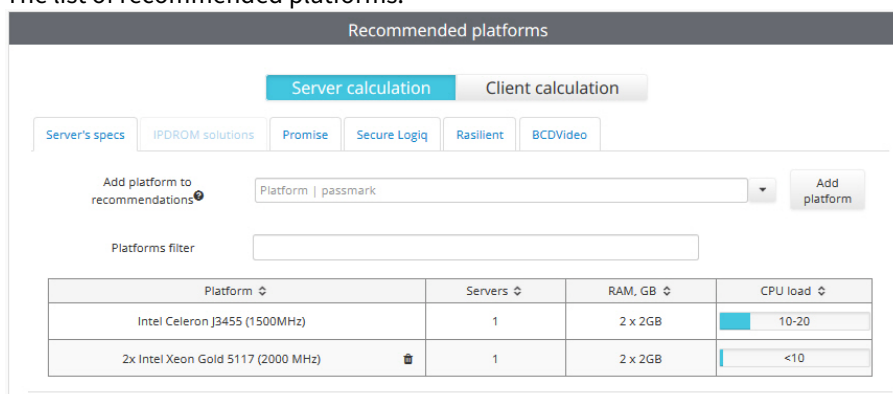 The list of recommended platforms.
Recommended platforms
Server calculation Client calculation
Server's specs IPDROM solutions Promise Secure Logiq Rasilient BCDVideo
Add platform to
recommendations?
Platform | passmark
Add
platform
Platforms filter
Platform Servers RAM, GB CPU load
Intel Celeron J3455 (1500MHz) 1 2 x 2GB 10-20
2x Intel Xeon Gold 5117 (2000 MHz) 1 2 x 2GB <10